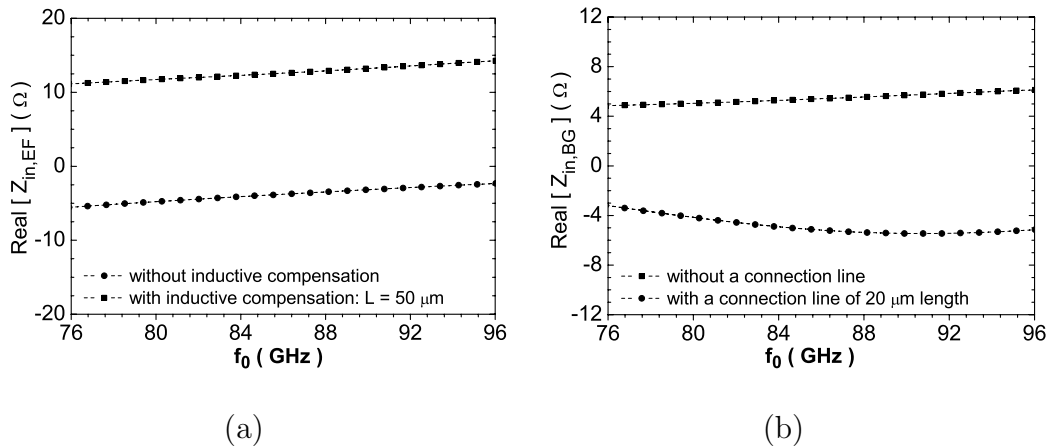 Real [ Z_in,EF ] ( Ω )
20
10
0
-10
-20
76 80 84 88 92 96
f_0 ( GHz )
without inductive compensation
with inductive compensation: L = 50 μm
(a)
Real [ Z_in,BG ] ( Ω )
12
8
4
0
-4
-8
-12
76 80 84 88 92 96
f_0 ( GHz )
without a connection line
with a connection line of 20 μm length
(b)